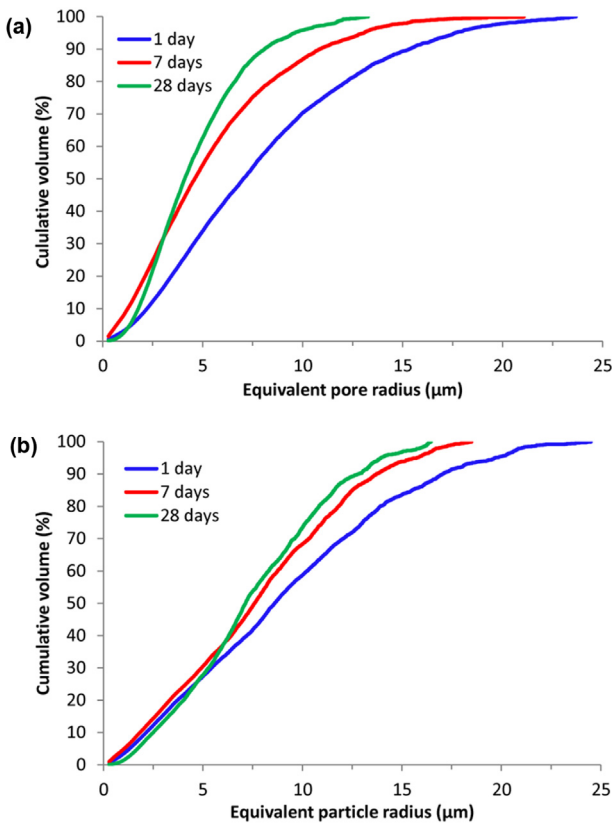 (a)
100
90
80
70
60
50
40
30
20
10
0
Cululative volume (%)
1 day
7 days
28 days
0 5 10 15 20 25
Equivalent pore radius (μm)
(b)
100
90
80
70
60
50
40
30
20
10
0
Cumulative volume (%)
1 day
7 days
28 days
0 5 10 15 20 25
Equivalent particle radius (μm)